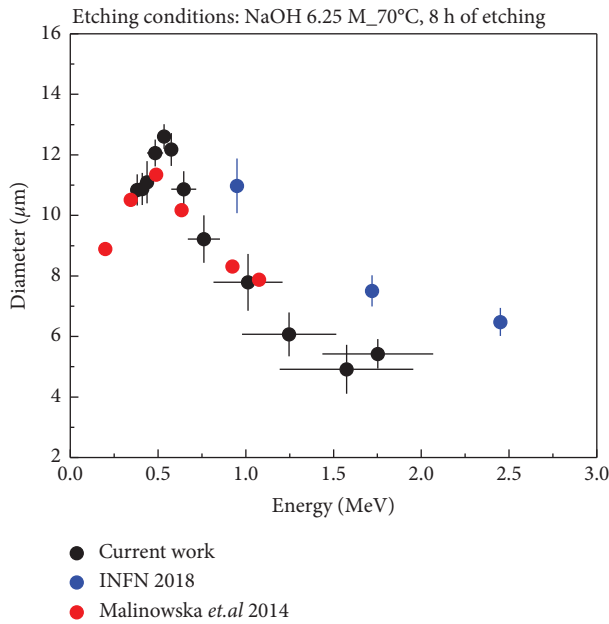 Etching conditions: NaOH 6.25 M_70°C, 8 h of etching
16
14
12
10
8
6
4
2
Diameter (µm)
0.0 0.5 1.0 1.5 2.0 2.5 3.0
Energy (MeV)
Current work
INFN 2018
Malinowska et.al 2014